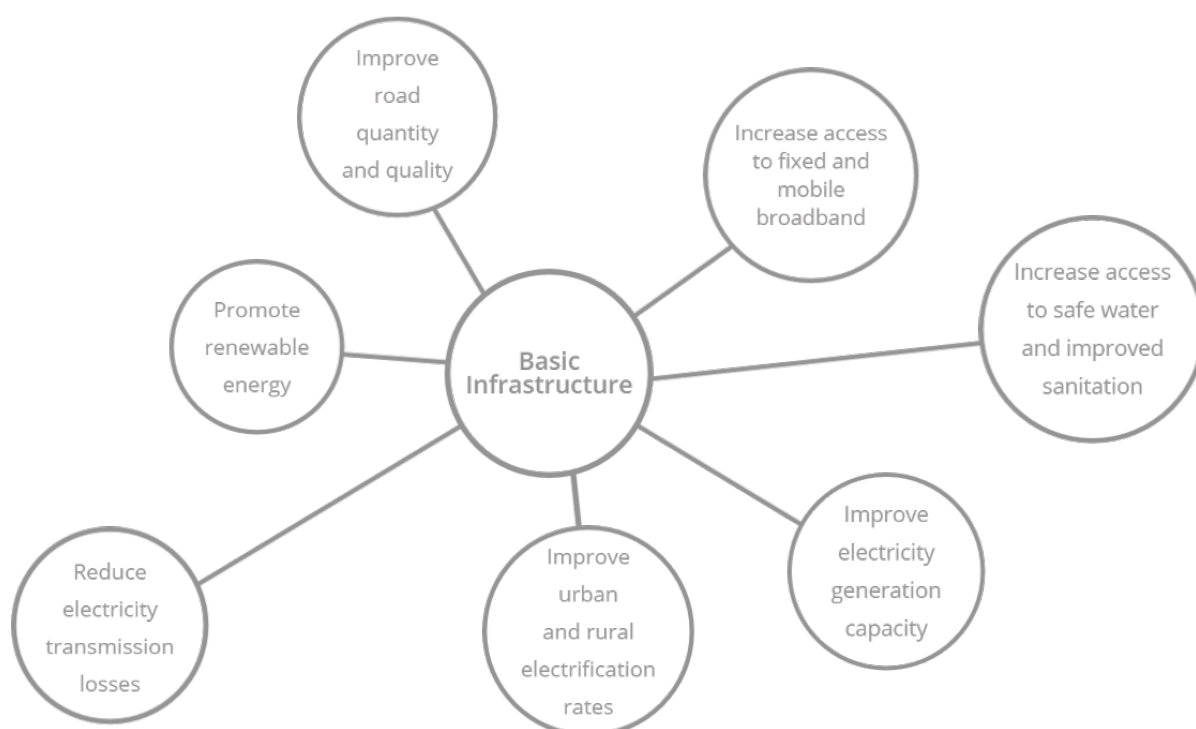 Improve
road
quantity
and quality
Increase access
to fixed and
mobile
broadband
Increase access
to safe water
and improved
sanitation
Promote
renewable
energy
Basic
Infrastructure
Improve
electricity
generation
capacity
Reduce
electricity
transmission
losses
Improve
urban
and rural
electrification
rates